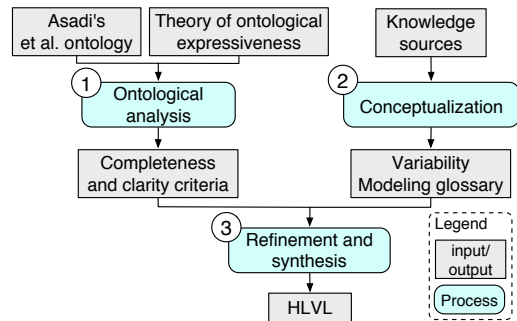 Asadi's
et al. ontology
Theory of ontological
expressiveness
Knowledge
sources
1
Ontological
analysis
2
Conceptualization
Completeness
and clarity criteria
Variability
Modeling glossary
3
Refinement and
synthesis
HLVL
Legend
input/
output
Process